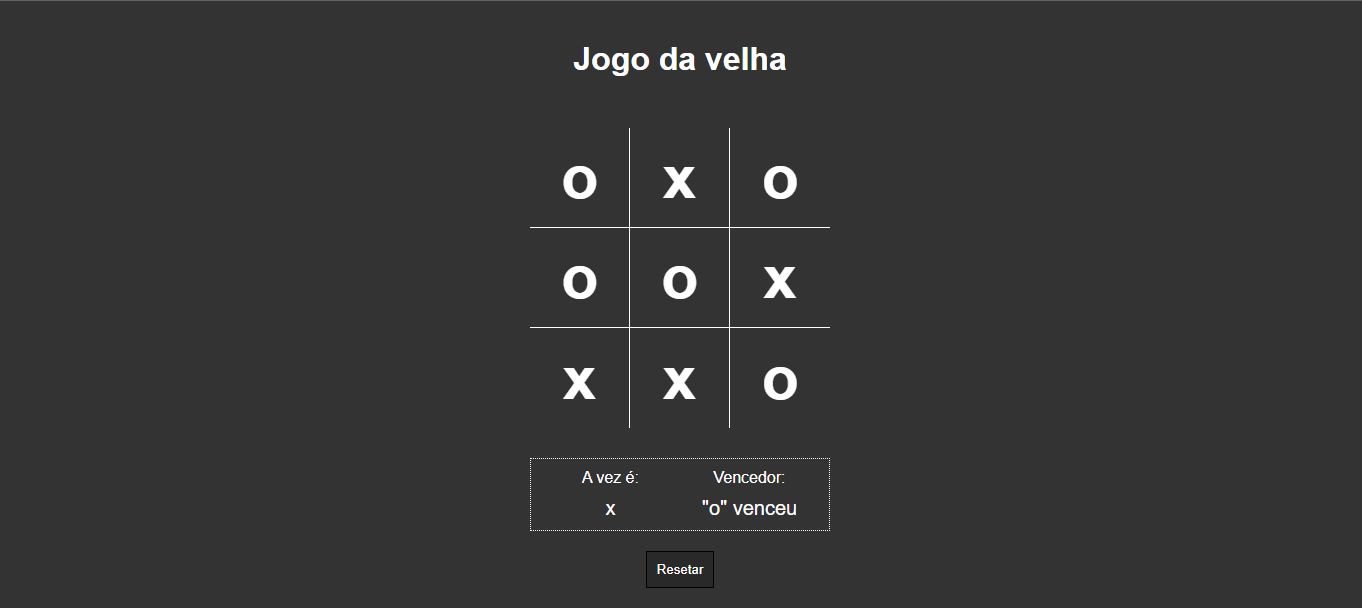 Jogo da velha
o x o
o o x
x x o
A vez é: Vencedor:
x "o" venceu
Resetar